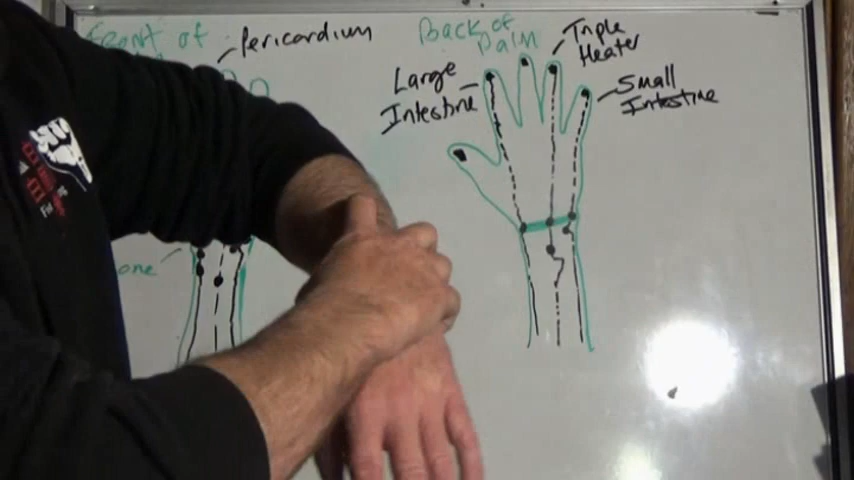 Front of
Pericardium
one
Back of
Palm
Triple
Heater
Large
Intestine
Small
Intestine